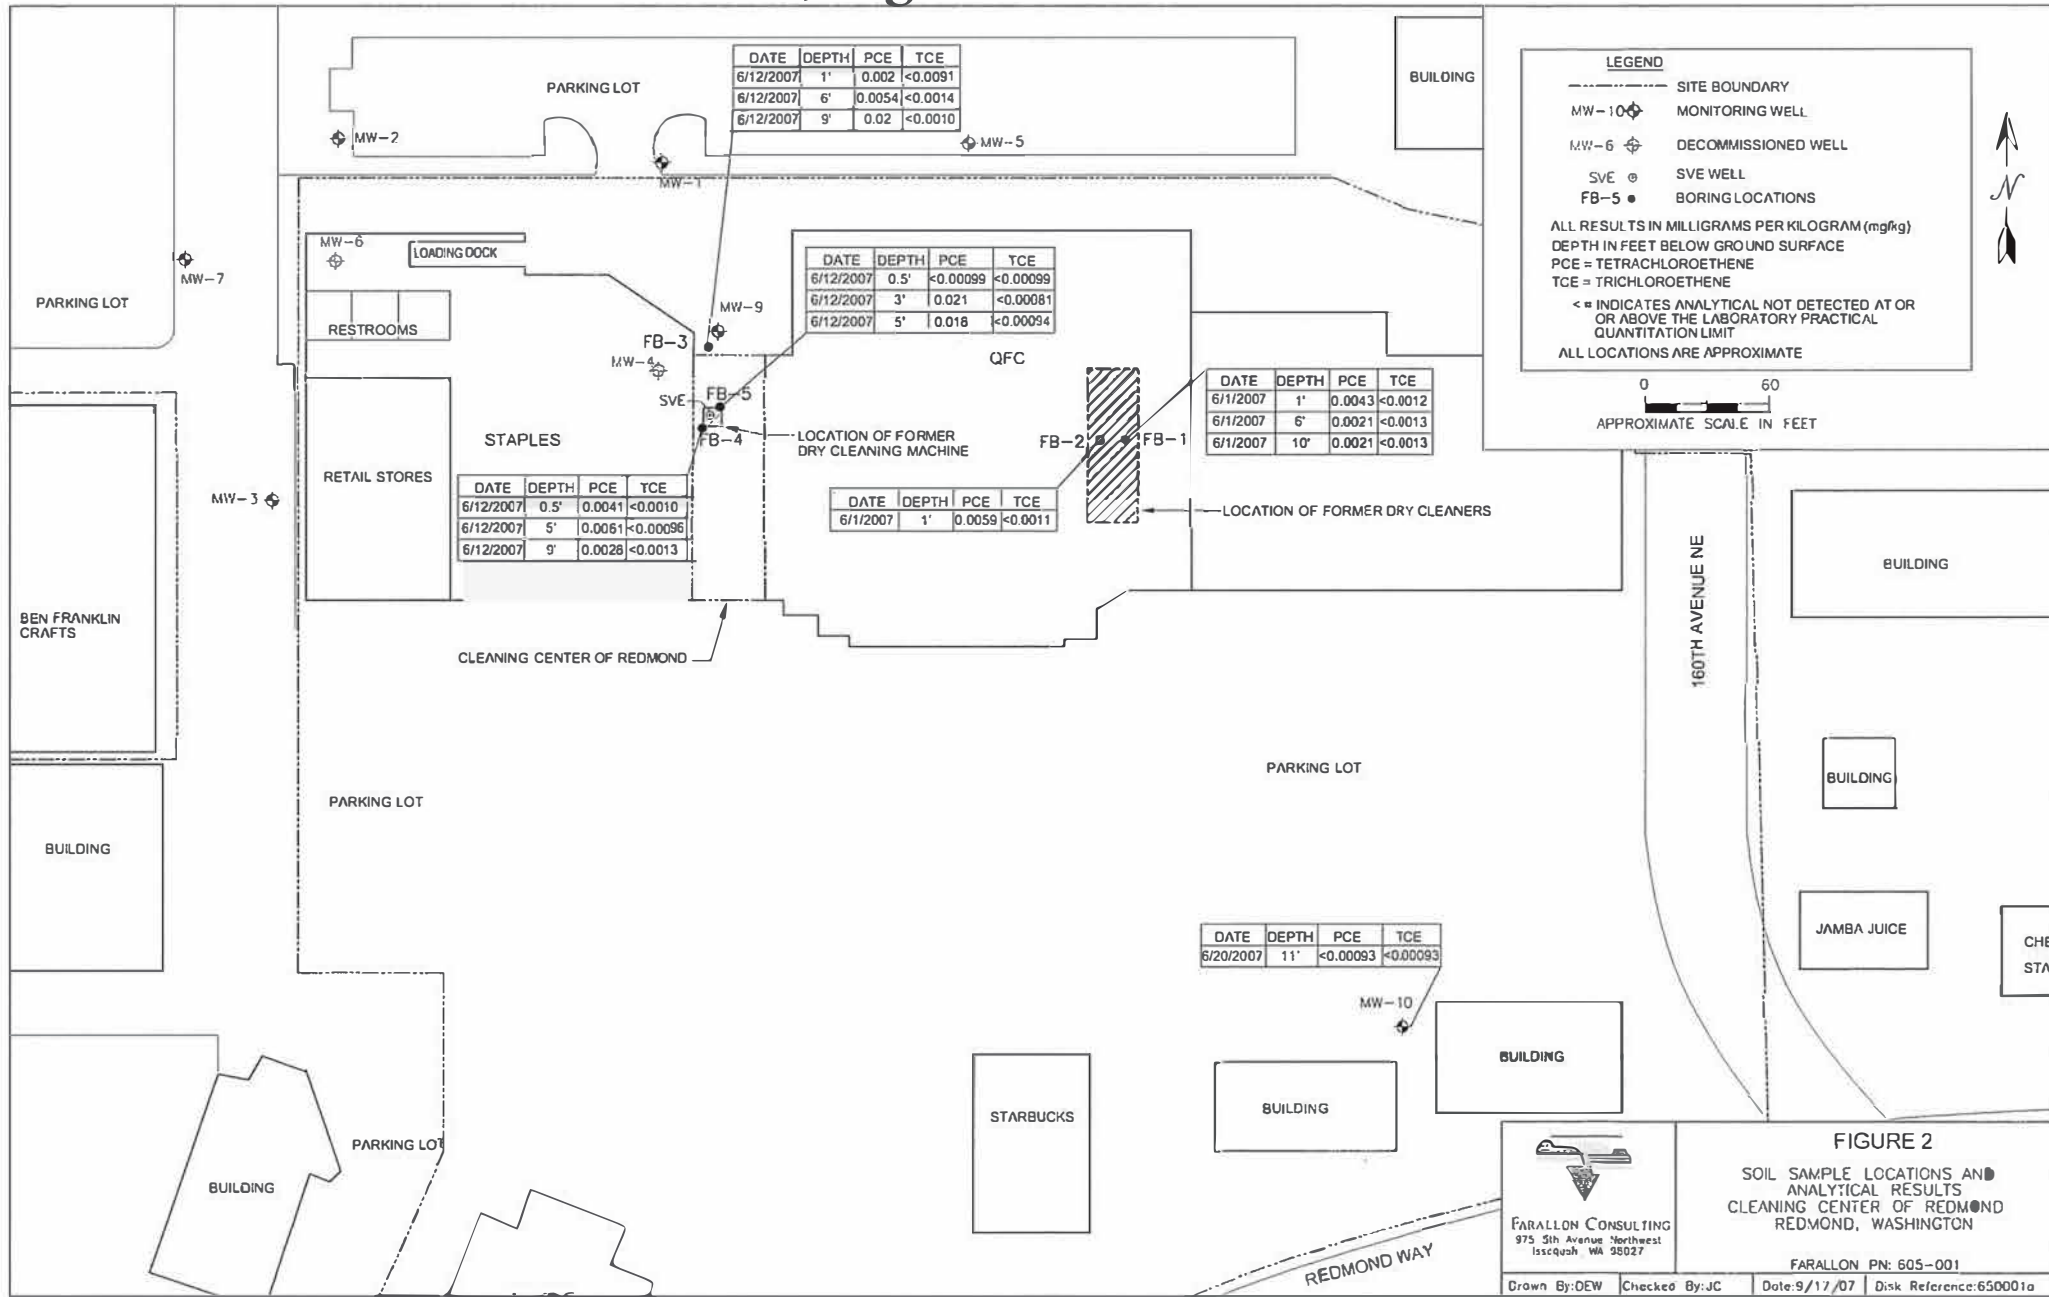 DATE DEPTH PCE TCE
6/12/2007 1' 0.002 <0.0091
6/12/2007 6' 0.0054 <0.0014
6/12/2007 9' 0.02 <0.0010
PARKING LOT
MW-2
MW-1
MW-5
BUILDING
LEGEND
SITE BOUNDARY
MW-10 MONITORING WELL
MW-6 DECOMMISSIONED WELL
SVE SVE WELL
FB-5 BORING LOCATIONS
ALL RESULTS IN MILLIGRAMS PER KILOGRAM (mg/kg)
DEPTH IN FEET BELOW GROUND SURFACE
PCE = TETRACHLOROETHENE
TCE = TRICHLOROETHENE
< = INDICATES ANALYTICAL NOT DETECTED AT OR
OR ABOVE THE LABORATORY PRACTICAL
QUANTITATION LIMIT
ALL LOCATIONS ARE APPROXIMATE
N
0 60
APPROXIMATE SCALE IN FEET
MW-7
PARKING LOT
MW-6
LOADING DOCK
RESTROOMS
DATE DEPTH PCE TCE
6/12/2007 0.5' <0.00099 <0.00099
6/12/2007 3' 0.021 <0.00081
6/12/2007 5' 0.018 <0.00094
MW-9
FB-3
MW-4
QFC
SVE
FB-5
FB-4
LOCATION OF FORMER
DRY CLEANING MACHINE
STAPLES
RETAIL STORES
MW-3
DATE DEPTH PCE TCE
6/12/2007 0.5' 0.0041 <0.0010
6/12/2007 5' 0.0061 <0.00096
6/12/2007 9' 0.0028 <0.0013
FB-2
FB-1
DATE DEPTH PCE TCE
6/1/2007 1' 0.0043 <0.0012
6/1/2007 6' 0.0021 <0.0013
6/1/2007 10' 0.0021 <0.0013
DATE DEPTH PCE TCE
6/1/2007 1' 0.0059 <0.0011
LOCATION OF FORMER DRY CLEANERS
160TH AVENUE NE
BUILDING
BEN FRANKLIN
CRAFTS
CLEANING CENTER OF REDMOND
PARKING LOT
PARKING LOT
BUILDING
BUILDING
JAMBA JUICE
CHE
STA
DATE DEPTH PCE TCE
6/20/2007 11' <0.00093 <0.00093
MW-10
BUILDING
BUILDING
STARBUCKS
PARKING LOT
BUILDING
REDMOND WAY
FARALLON CONSULTING
975 5th Avenue Northwest
Issaquah, WA 98027
FIGURE 2
SOIL SAMPLE LOCATIONS AND
ANALYTICAL RESULTS
CLEANING CENTER OF REDMOND
REDMOND, WASHINGTON
FARALLON PN: 605-001
Drawn By:DEW Checked By:JC Date:9/17/07 Disk Reference:650001a